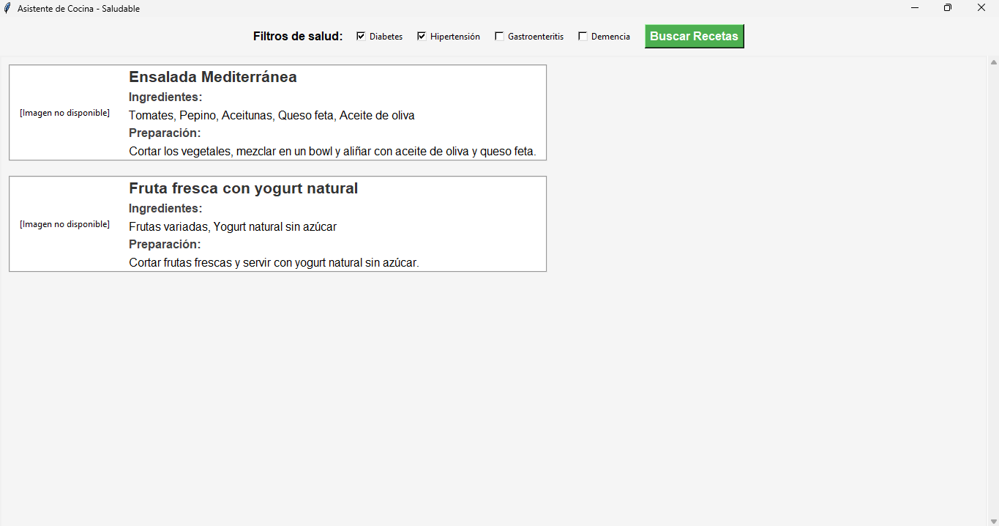 Asistente de Cocina - Saludable
Filtros de salud: Diabetes Hipertensión Gastroenteritis Demencia Buscar Recetas
Ensalada Mediterránea
Ingredientes:
[Imagen no disponible]
Tomates, Pepino, Aceitunas, Queso feta, Aceite de oliva
Preparación:
Cortar los vegetales, mezclar en un bowl y aliñar con aceite de oliva y queso feta.
Fruta fresca con yogurt natural
Ingredientes:
[Imagen no disponible]
Frutas variadas, Yogurt natural sin azúcar
Preparación:
Cortar frutas frescas y servir con yogurt natural sin azúcar.